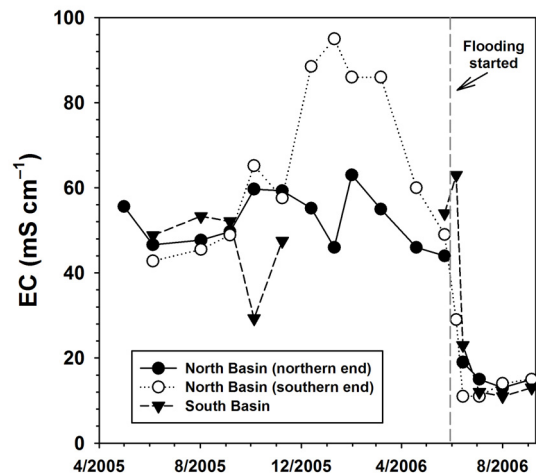 100
80
60
40
20
0
EC (mS cm⁻¹)
Flooding
started
North Basin (northern end)
North Basin (southern end)
South Basin
4/2005 8/2005 12/2005 4/2006 8/2006